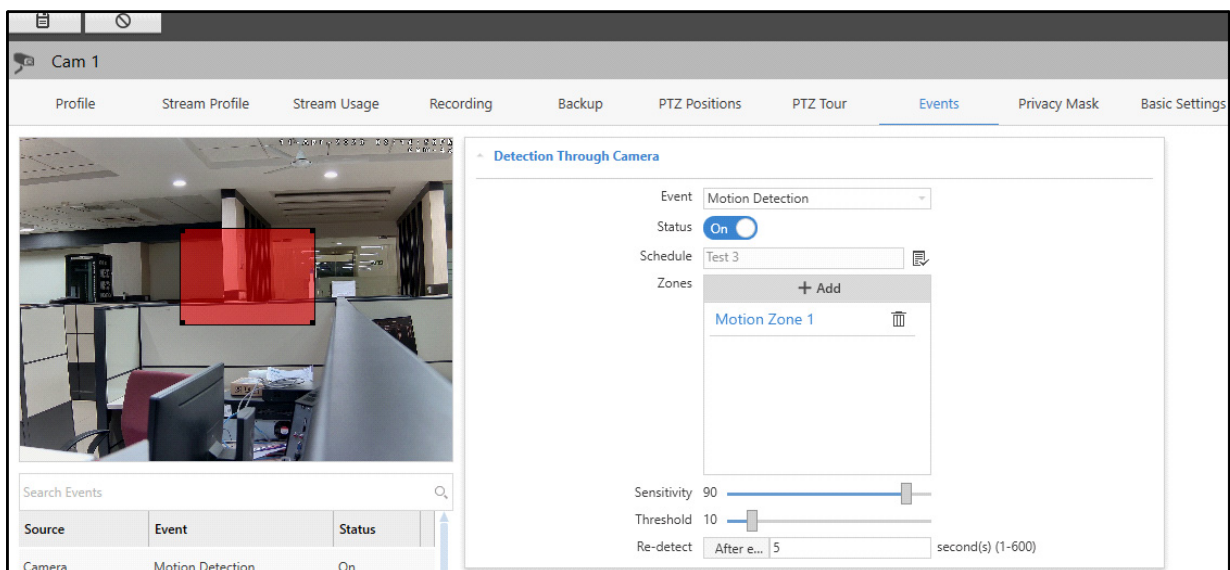 Cam 1
Profile Stream Profile Stream Usage Recording Backup PTZ Positions PTZ Tour Events Privacy Mask Basic Settings
Detection Through Camera
Event Motion Detection
Status On
Schedule Test 3
Zones + Add
Motion Zone 1
Search Events
Source Event Status
Camera Motion Detection On
Sensitivity 90
Threshold 10
Re-detect After e... 5 second(s) (1-600)